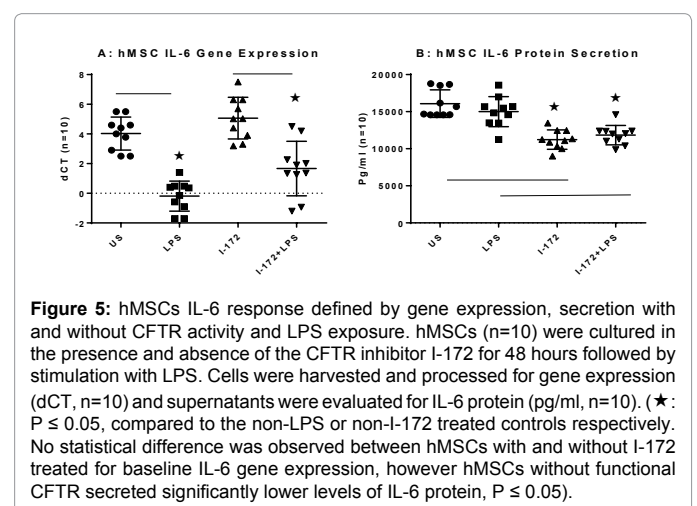 A: hMSC IL-6 Gene Expression
8
6
4
2
0
-2
dCT (n=10)
US
LPS
I-172
I-172+LPS
★
★
B: hMSC IL-6 Protein Secretion
20000
15000
10000
5000
0
Pg/ml (n=10)
US
LPS
I-172
I-172+LPS
★
★
Figure 5: hMSCs IL-6 response defined by gene expression, secretion with
and without CFTR activity and LPS exposure. hMSCs (n=10) were cultured in
the presence and absence of the CFTR inhibitor I-172 for 48 hours followed by
stimulation with LPS. Cells were harvested and processed for gene expression
(dCT, n=10) and supernatants were evaluated for IL-6 protein (pg/ml, n=10). (★:
P ≤ 0.05, compared to the non-LPS or non-I-172 treated controls respectively.
No statistical difference was observed between hMSCs with and without I-172
treated for baseline IL-6 gene expression, however hMSCs without functional
CFTR secreted significantly lower levels of IL-6 protein, P ≤ 0.05).